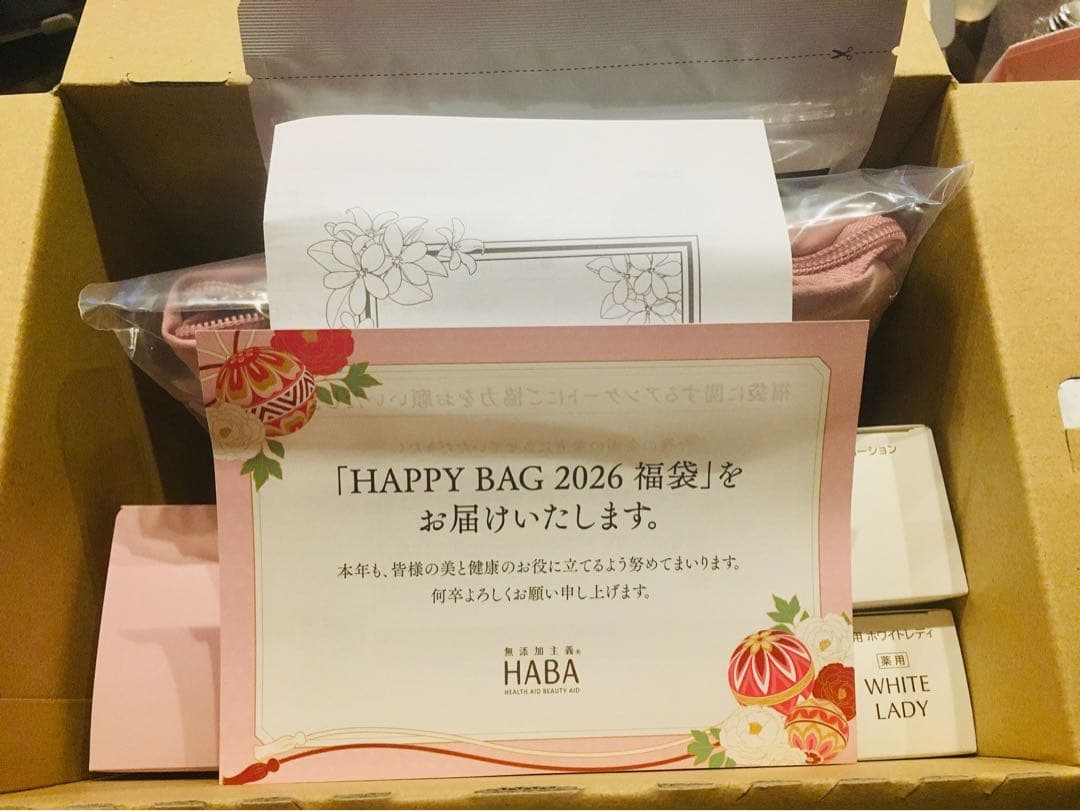 「HAPPY BAG 2026 福袋」を
お届けいたします。
本年も、皆様の美と健康のお役に立てるよう努めてまいります。
何卒よろしくお願い申し上げます。
無添加主義®
HABA
HEALTH AID BEAUTY AID
ーション
用 ホワイトレディ
薬用
WHITE
LADY